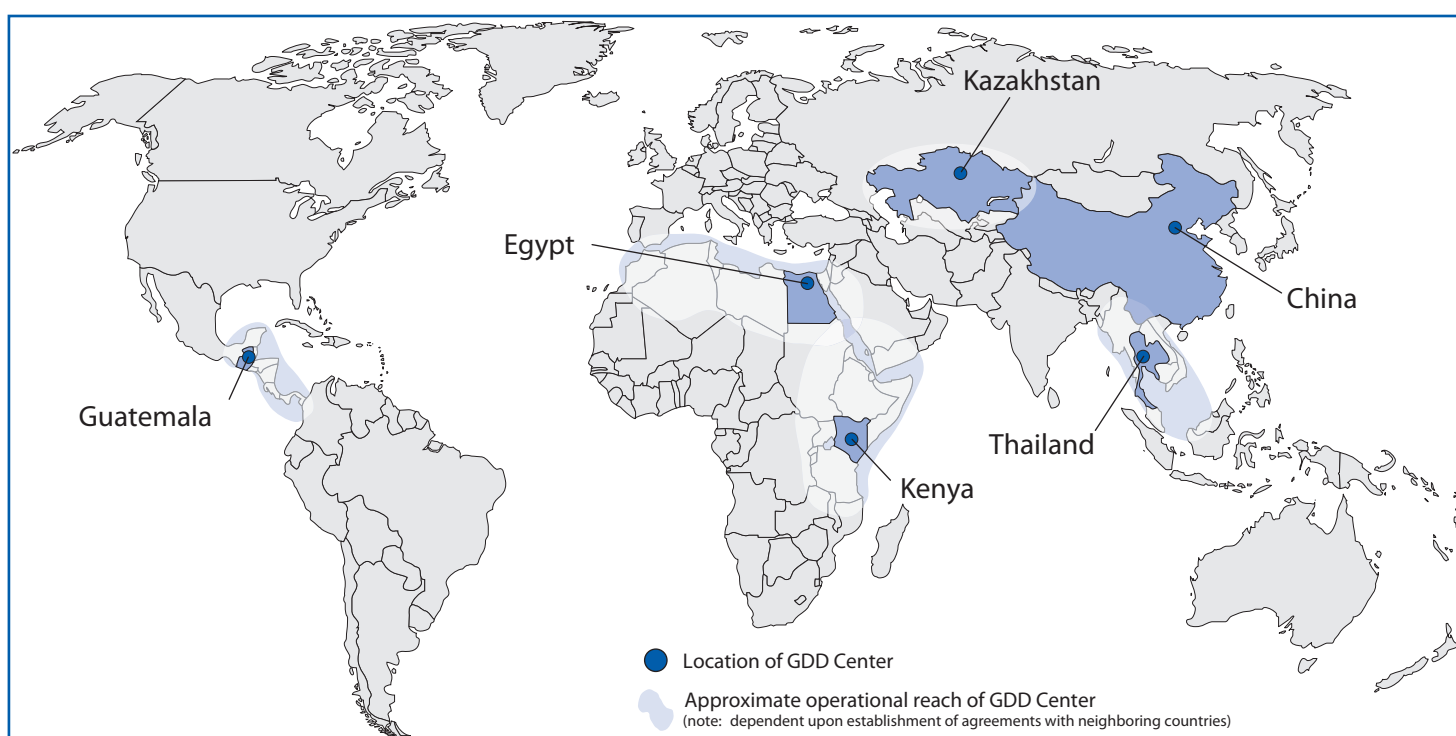 Kazakhstan
Egypt
China
Guatemala
Thailand
Kenya
Location of GDD Center
Approximate operational reach of GDD Center
(note: dependent upon establishment of agreements with neighboring countries)